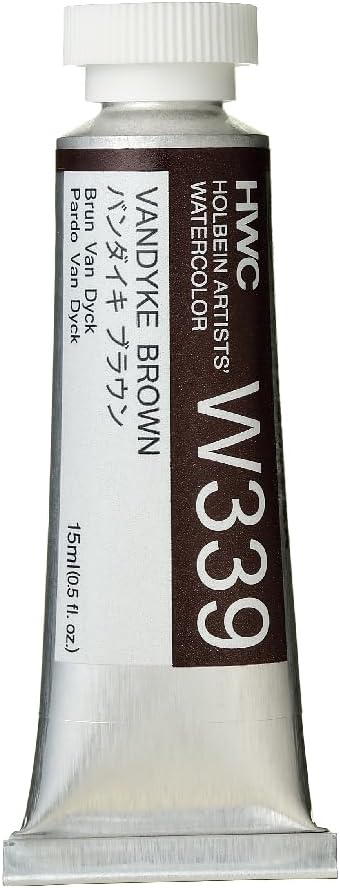 HWC
HOLBEIN ARTISTS'
WATERCOLOR
W339
VANDYKE BROWN
バンダイキ ブラウン
Brun Van Dyck
Pardo Van Dyck
15ml(0.5 fl. oz.)